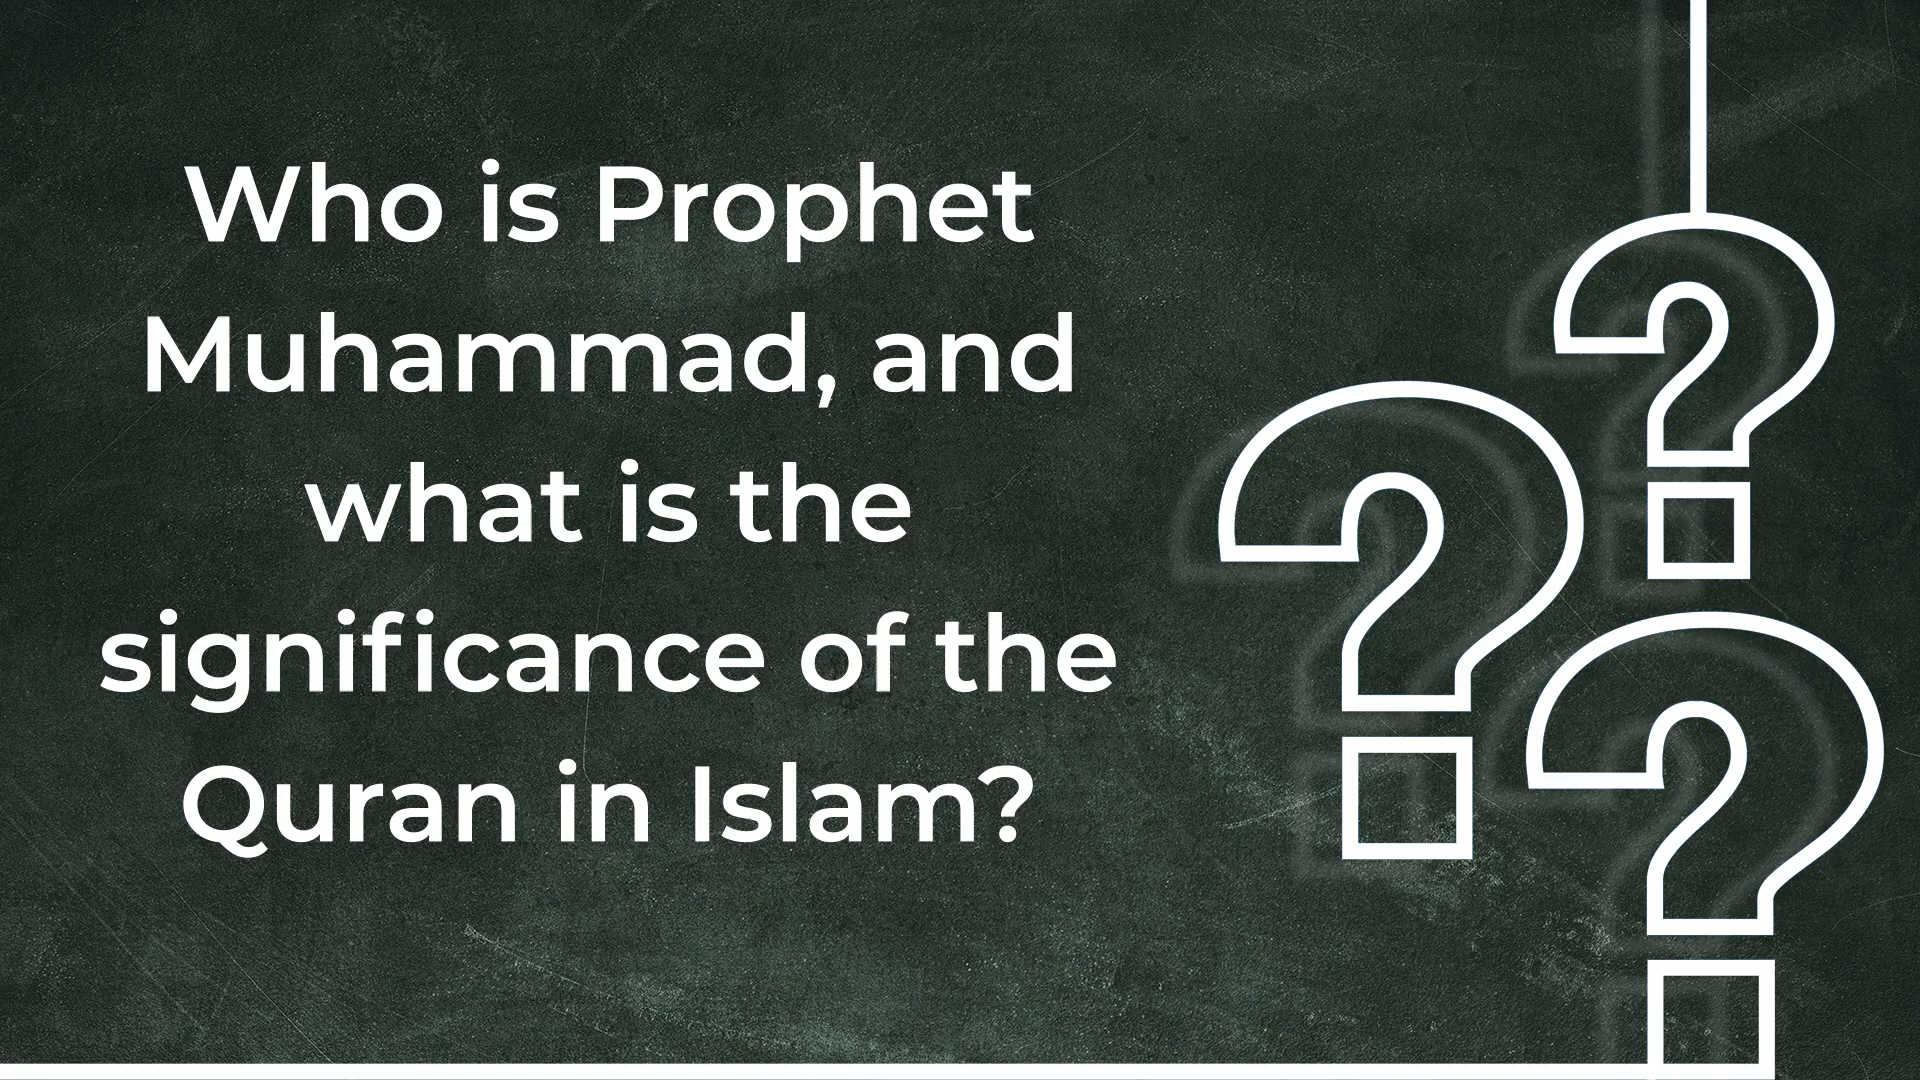 Who is Prophet
Muhammad, and
what is the
significance of the
Quran in Islam?